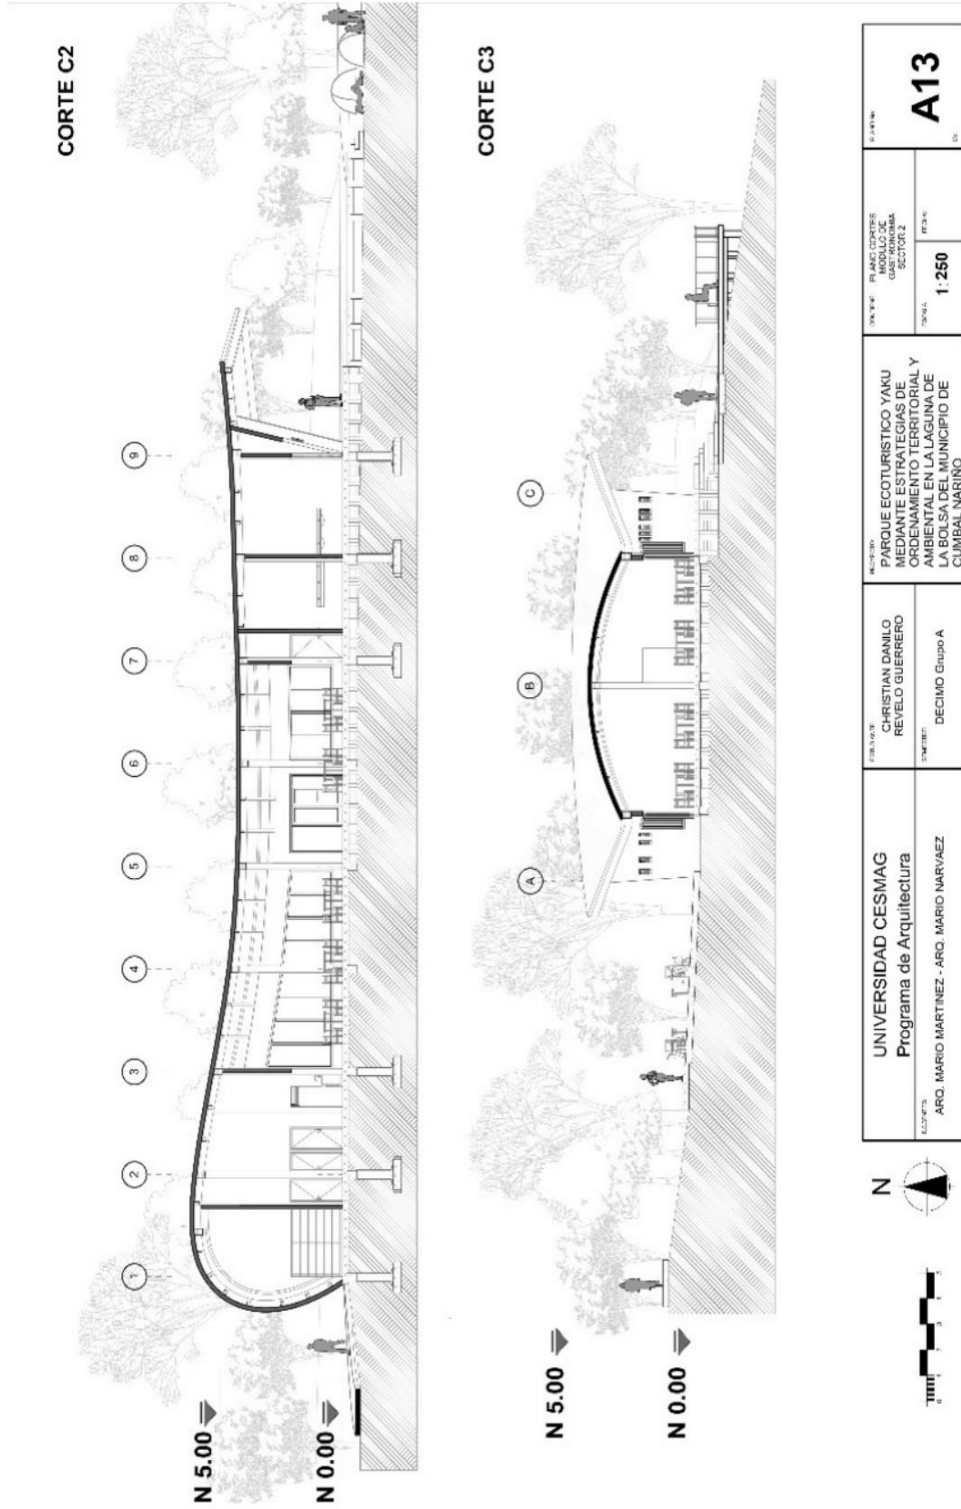 CORTE C2
1
2
3
4
5
6
7
8
9
N 5.00
N 0.00
CORTE C3
A
B
C
N 5.00
N 0.00
N
UNIVERSIDAD CESMAG
Programa de Arquitectura
ARQ. MARIO MARTINEZ - ARQ. MARIO NARVAEZ
CHRISTIAN DANILO
REVELO GUERRERO
SEMESTRE:
DECIMO Grupo A
PROYECTO:
PARQUE ECOTURISTICO YAKU
MEDIANTE ESTRATEGIAS DE
ORDENAMIENTO TERRITORIAL Y
AMBIENTAL EN LA LAGUNA DE
LA BOLSA DEL MUNICIPIO DE
CUMBAL NARIÑO
PLANO CORTES
MODULO DE
GASTRONOMIA
SECTOR 2
1: 250
A13